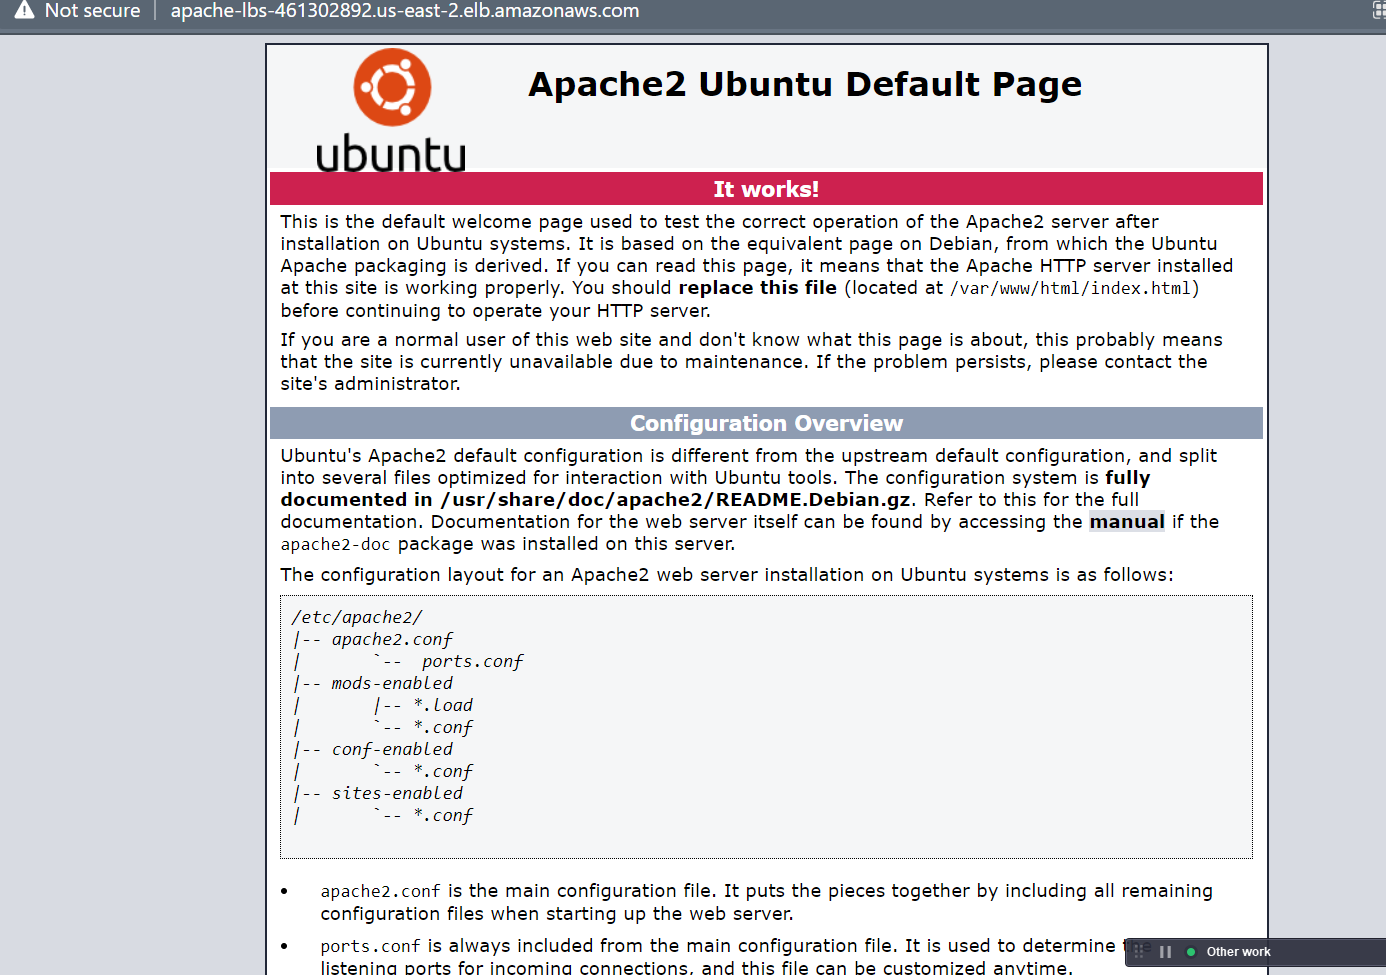 Not secure apache-lbs-461302892.us-east-2.elb.amazonaws.com
ubuntu
Apache2 Ubuntu Default Page
It works!
This is the default welcome page used to test the correct operation of the Apache2 server after
installation on Ubuntu systems. It is based on the equivalent page on Debian, from which the Ubuntu
Apache packaging is derived. If you can read this page, it means that the Apache HTTP server installed
at this site is working properly. You should replace this file (located at /var/www/html/index.html)
before continuing to operate your HTTP server.
If you are a normal user of this web site and don't know what this page is about, this probably means
that the site is currently unavailable due to maintenance. If the problem persists, please contact the
site's administrator.
Configuration Overview
Ubuntu's Apache2 default configuration is different from the upstream default configuration, and split
into several files optimized for interaction with Ubuntu tools. The configuration system is fully
documented in /usr/share/doc/apache2/README.Debian.gz. Refer to this for the full
documentation. Documentation for the web server itself can be found by accessing the manual if the
apache2-doc package was installed on this server.
The configuration layout for an Apache2 web server installation on Ubuntu systems is as follows:
/etc/apache2/
|-- apache2.conf
|       `--  ports.conf
|-- mods-enabled
|       |-- *.load
|       `-- *.conf
|-- conf-enabled
|       `-- *.conf
|-- sites-enabled
|       `-- *.conf
• apache2.conf is the main configuration file. It puts the pieces together by including all remaining
configuration files when starting up the web server.
• ports.conf is always included from the main configuration file. It is used to determine
listening ports for incoming connections, and this file can be customized anytime.
Other work